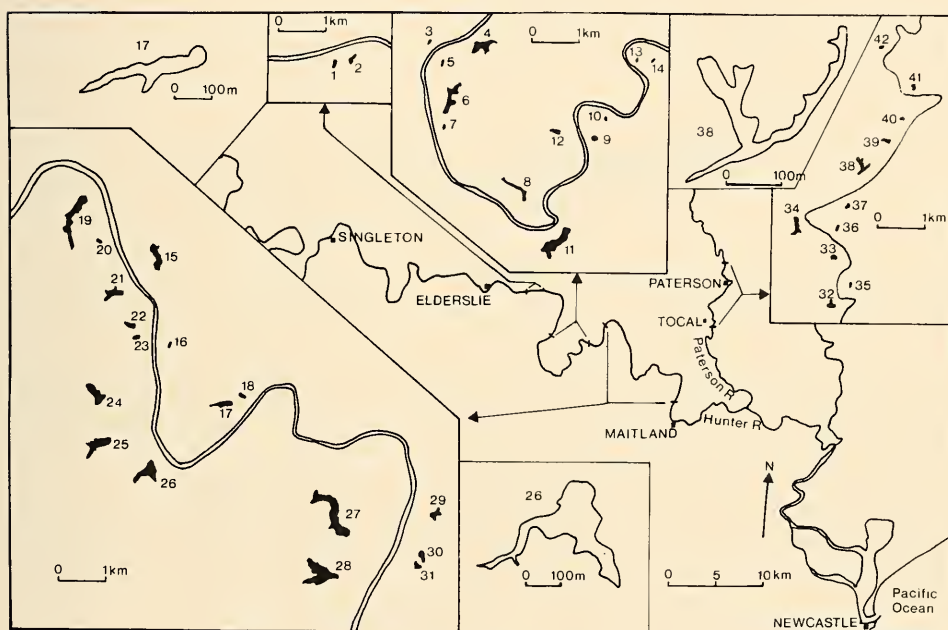 17
0 100m
0 1km
1 2
3 4
5
6
7
0 1km
13 14
10
12 9
8
11
38
0 100m
42
41
40
39
38
37
34 36
33
35
32
0 1km
SINGLETON
ELDERSLIE
PATERSON
TOCAL
Paterson R
Hunter R
MAITLAND
19
20 15
21
22
23 16
24
18
17
25
26
27
28
29
30
31
0 1km
26
0 100m
N
0 5 10km
Pacific
Ocean
NEWCASTLE